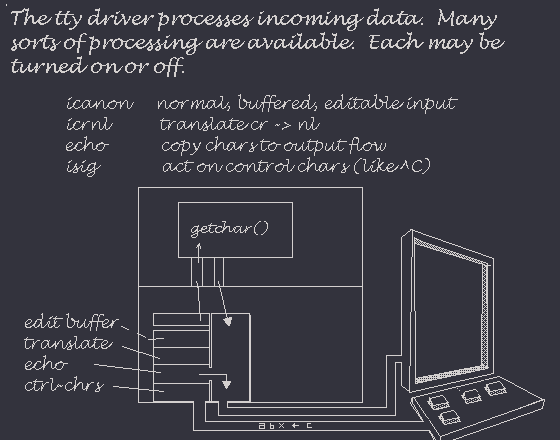 The tty driver processes incoming data. Many
sorts of processing are available. Each may be
turned on or off.
icanon normal, buffered, editable input
icrnl translate cr -> nl
echo copy chars to output flow
isig act on control chars (like ^C)
getchar()
edit buffer
translate
echo
ctrl-chrs
a b x ← c